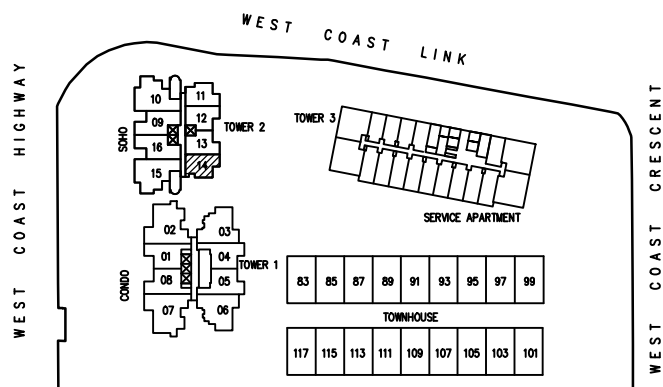 WEST COAST LINK
WEST COAST HIGHWAY
WEST COAST CRESCENT
10 11
09 12
16 13
15 14
SOHO
TOWER 2
TOWER 3
SERVICE APARTMENT
02 03
01 04
08 05
07 06
CONDO
TOWER 1
83 85 87 89 91 93 95 97 99
TOWNHOUSE
117 115 113 111 109 107 105 103 101